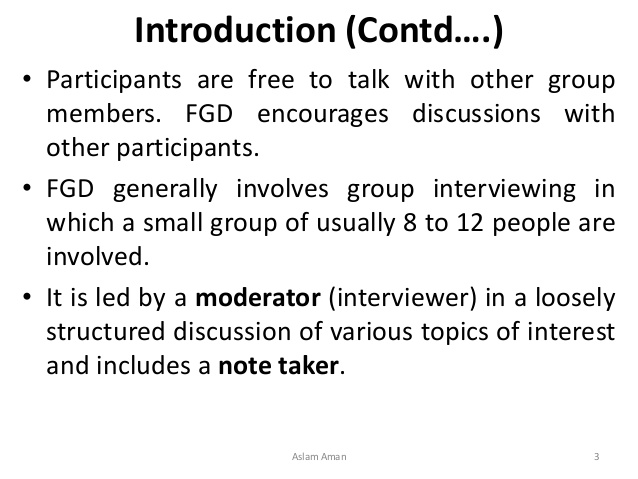 Introduction (Contd….)
• Participants are free to talk with other group
members. FGD encourages discussions with
other participants.
• FGD generally involves group interviewing in
which a small group of usually 8 to 12 people are
involved.
• It is led by a moderator (interviewer) in a loosely
structured discussion of various topics of interest
and includes a note taker.
Aslam Aman
3